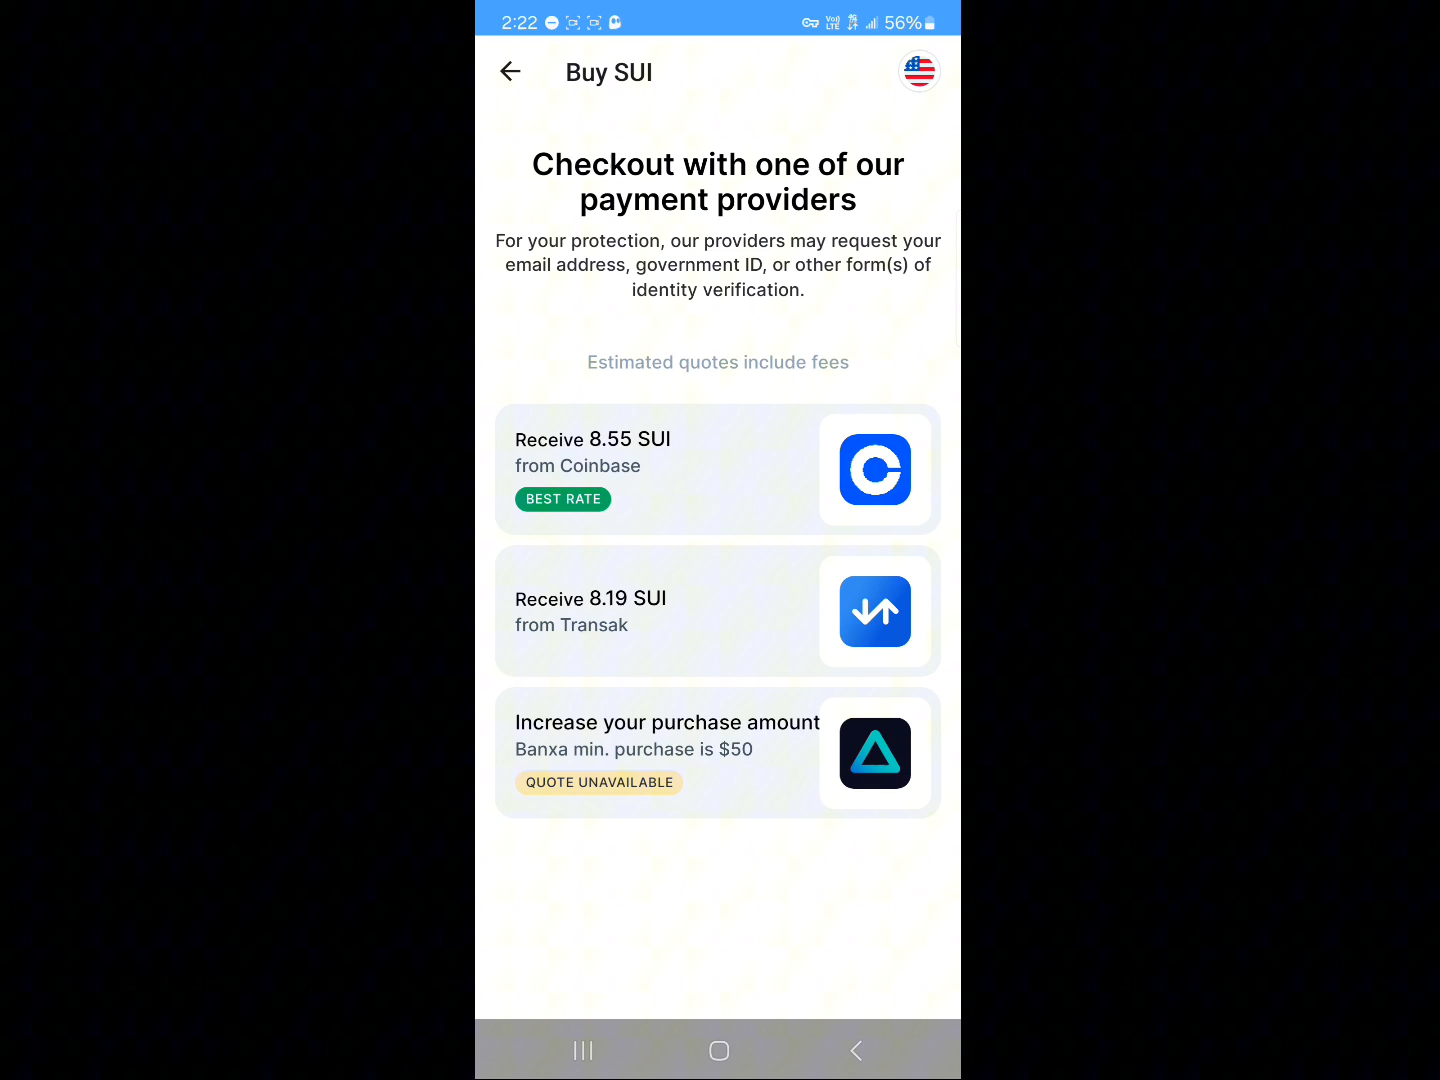 2:22
Vo)) LTE 4G 56%
Buy SUI
Checkout with one of our
payment providers
For your protection, our providers may request your
email address, government ID, or other form(s) of
identity verification.
Estimated quotes include fees
Receive 8.55 SUI
from Coinbase
BEST RATE
Receive 8.19 SUI
from Transak
Increase your purchase amount
Banxa min. purchase is $50
QUOTE UNAVAILABLE